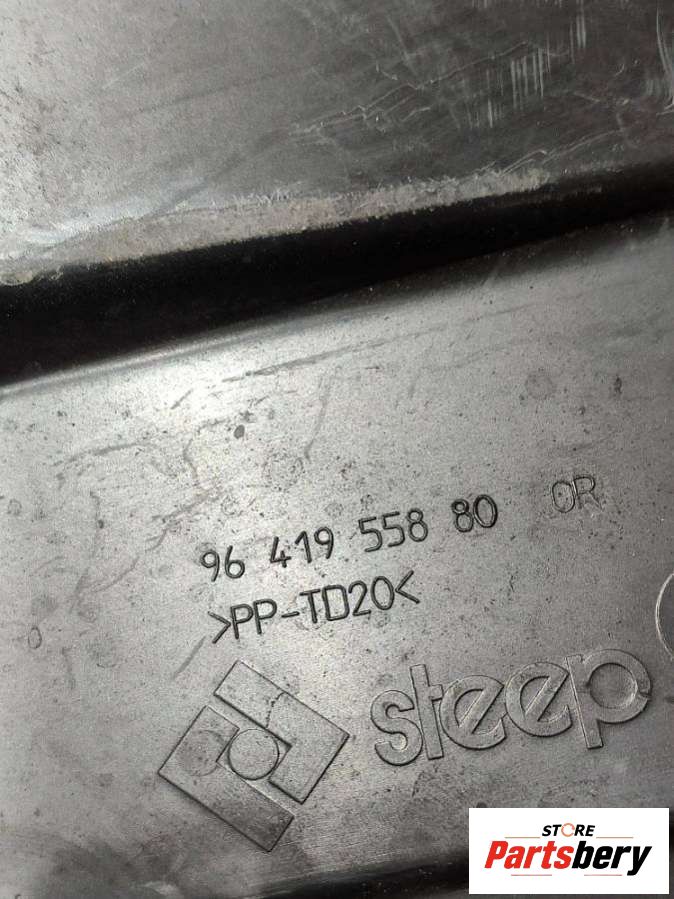 96 419 558 80 OR
>PP-TD20<
steep
STORE
Partsbery